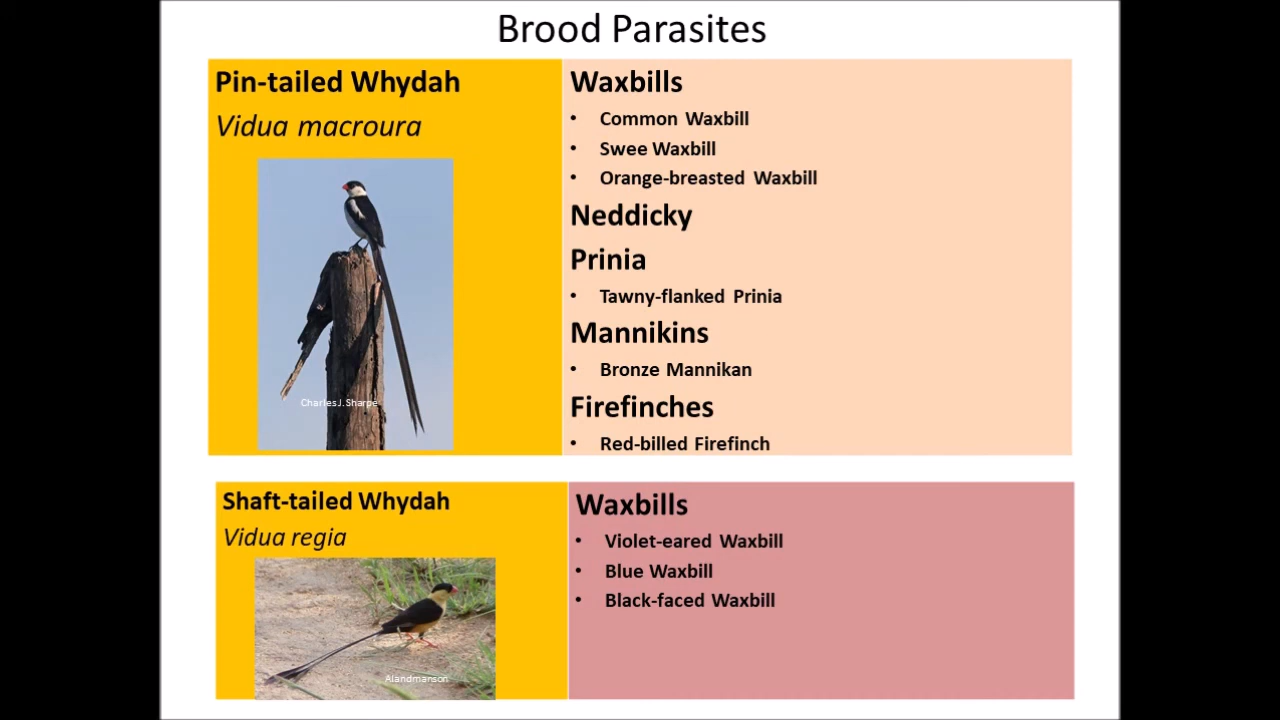 Brood Parasites
Pin-tailed Whydah
Vidua macroura
CharlesJ.Sharpe
Waxbills
• Common Waxbill
• Swee Waxbill
• Orange-breasted Waxbill
Neddicky
Prinia
• Tawny-flanked Prinia
Mannikins
• Bronze Mannikan
Firefinches
• Red-billed Firefinch
Shaft-tailed Whydah
Vidua regia
Alandmanson
Waxbills
• Violet-eared Waxbill
• Blue Waxbill
• Black-faced Waxbill